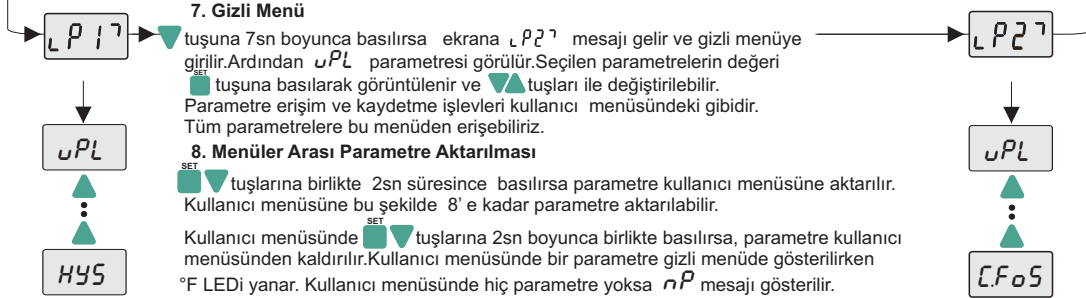 7. Gizli Menü
┌P1┐
tuşuna 7sn boyunca basılırsa ekrana ┌P2┐ mesajı gelir ve gizli menüye
┌P2┐
girilir.Ardından uPL parametresi görülür.Seçilen parametrelerin değeri
SET
tuşuna basılarak görüntülenir ve tuşları ile değiştirilebilir.
Parametre erişim ve kaydetme işlevleri kullanıcı menüsündeki gibidir.
Tüm parametrelere bu menüden erişebiliriz.
uPL
8. Menüler Arası Parametre Aktarılması
uPL
SET
tuşlarına birlikte 2sn süresince basılırsa parametre kullanıcı menüsüne aktarılır.
Kullanıcı menüsüne bu şekilde 8' e kadar parametre aktarılabilir.
SET
Kullanıcı menüsünde tuşlarına 2sn boyunca birlikte basılırsa, parametre kullanıcı
menüsünden kaldırılır.Kullanıcı menüsünde bir parametre gizli menüde gösterilirken
HYS
°F LEDi yanar. Kullanıcı menüsünde hiç parametre yoksa nP mesajı gösterilir.
C.FoS